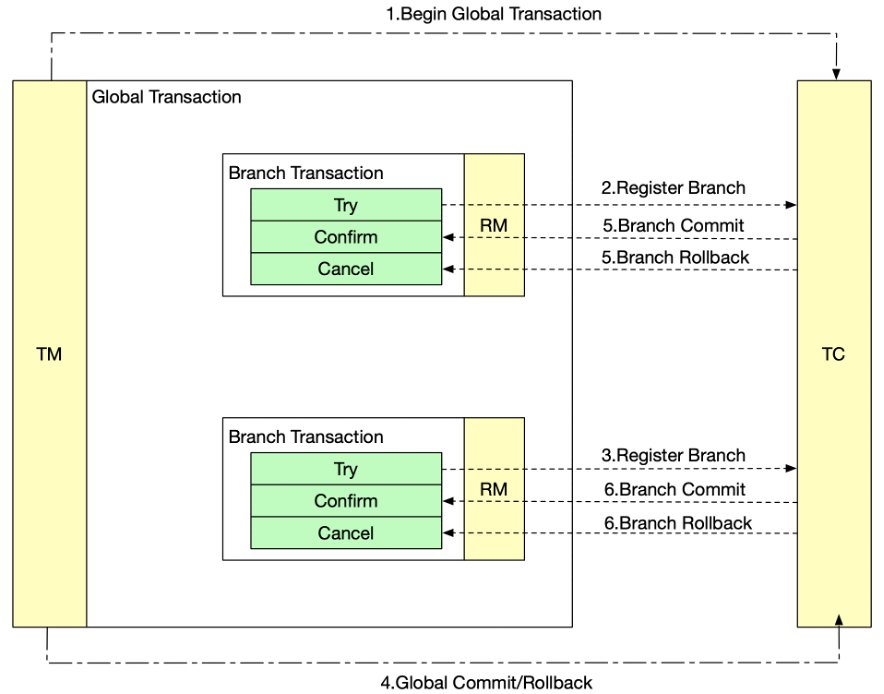 1.Begin Global Transaction
Global Transaction
Branch Transaction
Try
Confirm
Cancel
RM
2.Register Branch
5.Branch Commit
5.Branch Rollback
TM
TC
Branch Transaction
Try
Confirm
Cancel
RM
3.Register Branch
6.Branch Commit
6.Branch Rollback
4.Global Commit/Rollback